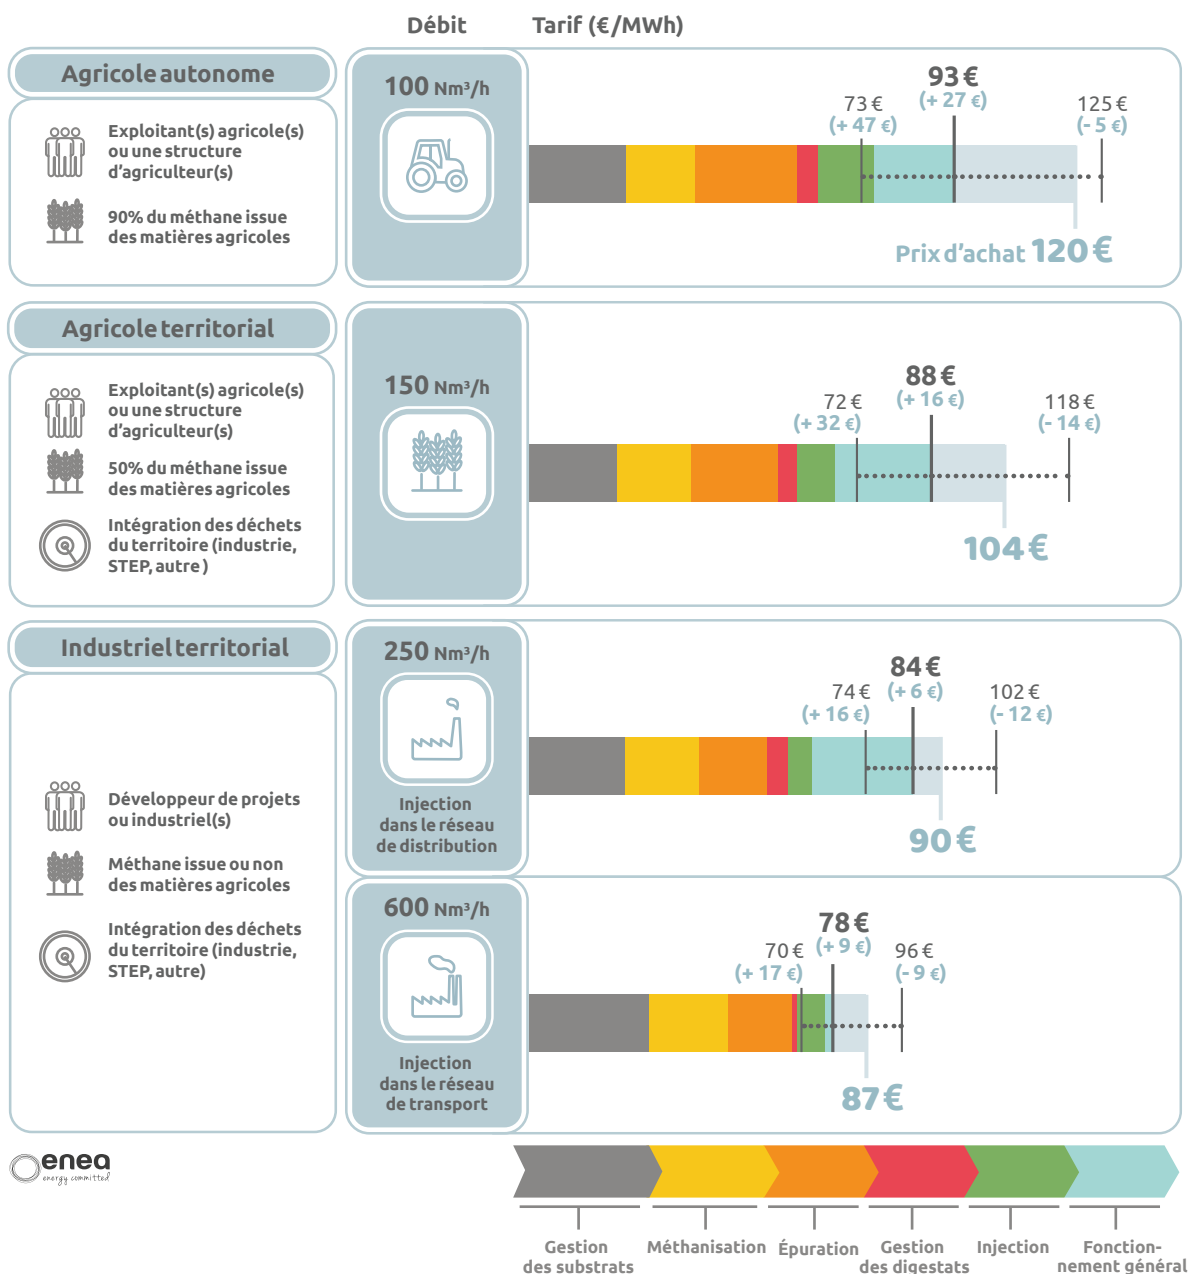 Débit
Tarif (€/MWh)
Agricole autonome
Exploitant(s) agricole(s)
ou une structure
d'agriculteur(s)
90% du méthane issue
des matières agricoles
100 Nm³/h
73 €
(+ 47 €)
93 €
(+ 27 €)
125 €
(- 5 €)
Prix d'achat 120 €
Agricole territorial
Exploitant(s) agricole(s)
ou une structure
d'agriculteur(s)
50% du méthane issue
des matières agricoles
Intégration des déchets
du territoire (industrie,
STEP, autre )
150 Nm³/h
72 €
(+ 32 €)
88 €
(+ 16 €)
118 €
(- 14 €)
104 €
Industriel territorial
Développeur de projets
ou industriel(s)
Méthane issue ou non
des matières agricoles
Intégration des déchets
du territoire (industrie,
STEP, autre)
250 Nm³/h
Injection
dans le réseau
de distribution
74 €
(+ 16 €)
84 €
(+ 6 €)
102 €
(- 12 €)
90 €
600 Nm³/h
Injection
dans le réseau
de transport
70 €
(+ 17 €)
78 €
(+ 9 €)
96 €
(- 9 €)
87 €
enea
energy committed
Gestion
des substrats
Méthanisation
Épuration
Gestion
des digestats
Injection
Fonction-
nement général